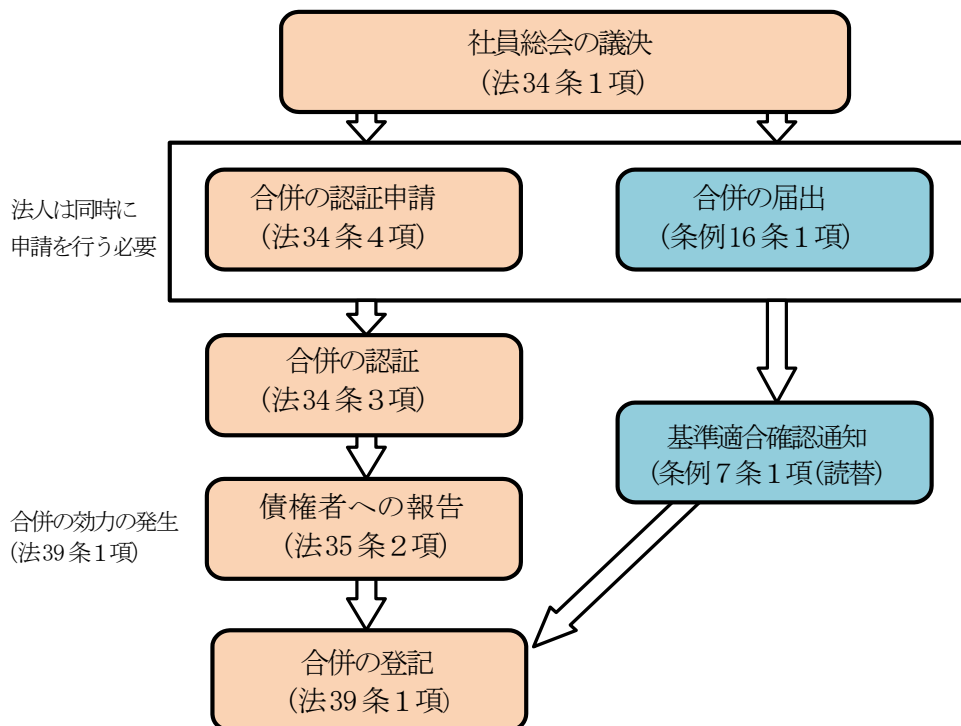 社員総会の議決
(法34条1項)
法人は同時に
申請を行う必要
合併の認証申請
(法34条4項)
合併の届出
(条例16条1項)
合併の認証
(法34条3項)
基準適合確認通知
(条例7条1項(読替)
合併の効力の発生
(法39条1項)
債権者への報告
(法35条2項)
合併の登記
(法39条1項)